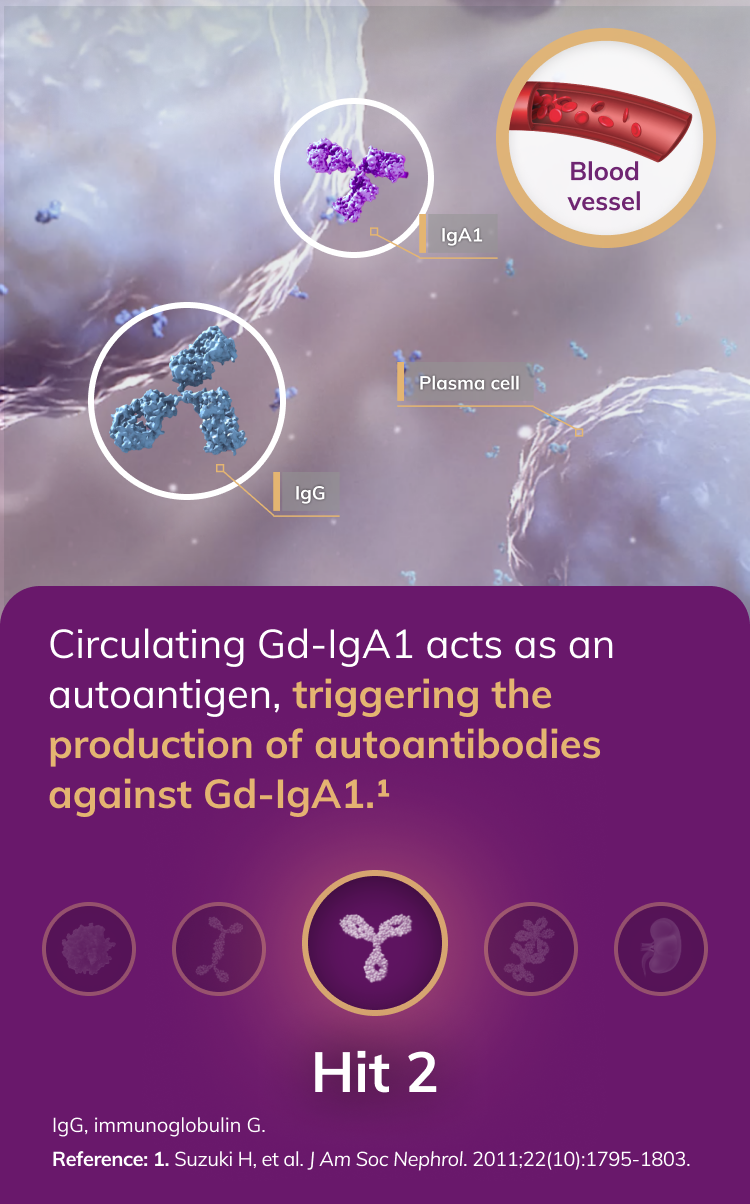 Blood
vessel
IgA1
Plasma cell
IgG
Circulating Gd-IgA1 acts as an
autoantigen, triggering the
production of autoantibodies
against Gd-IgA1.¹
Hit 2
IgG, immunoglobulin G.
Reference: 1. Suzuki H, et al. J Am Soc Nephrol. 2011;22(10):1795-1803.